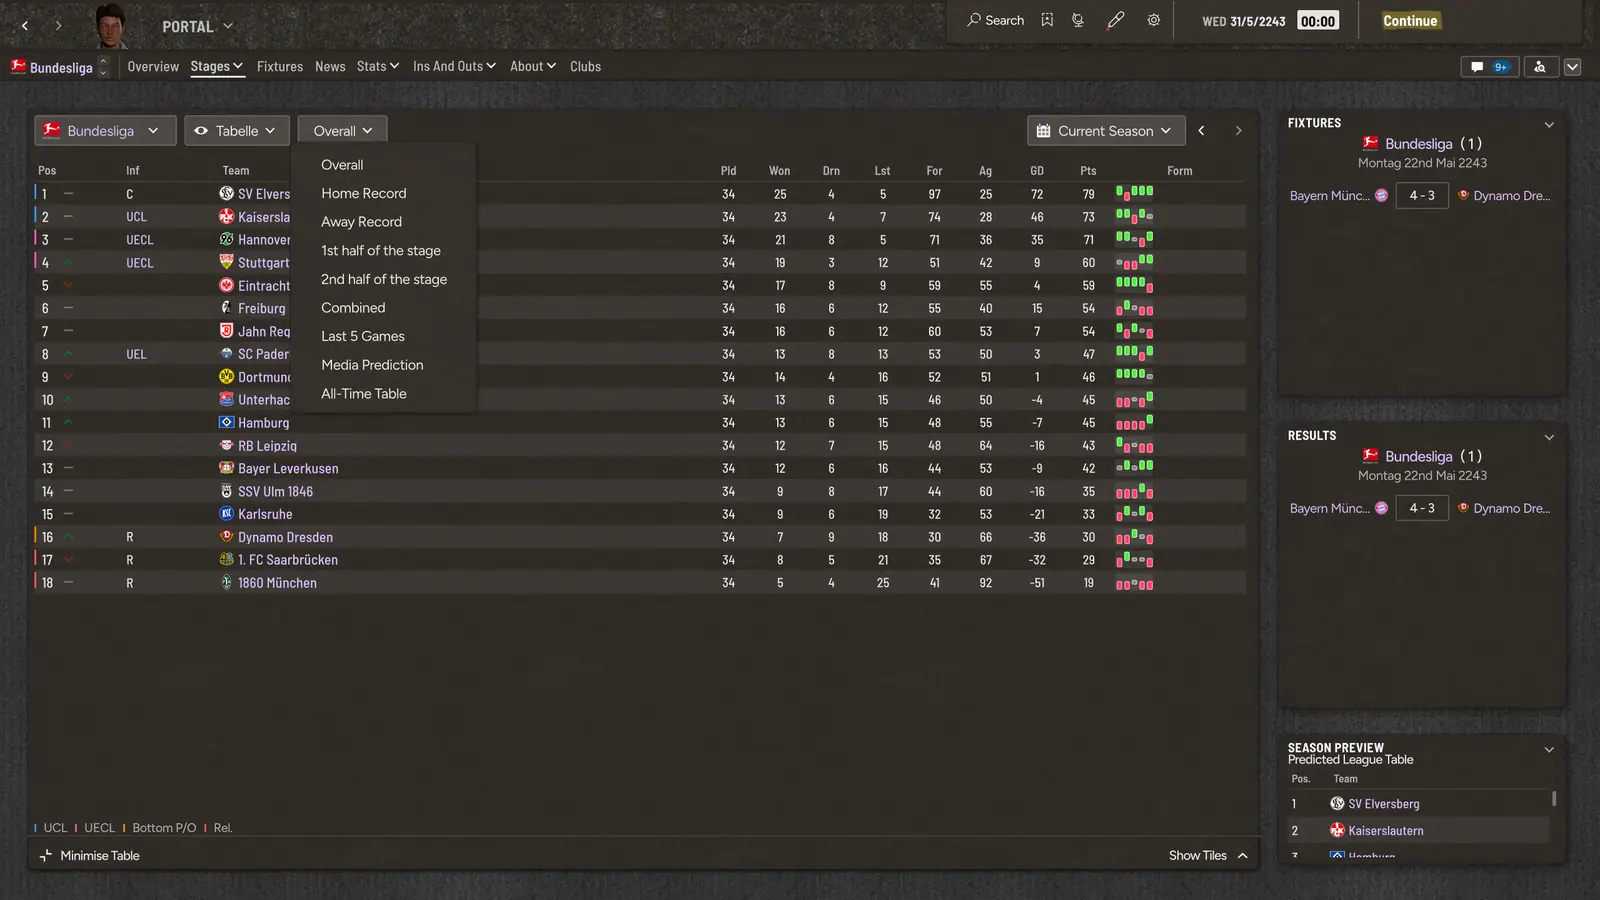 PORTAL
Search
WED 31/5/2243 00:00
Continue
Bundesliga
Overview Stages Fixtures News Stats Ins And Outs About Clubs
9+
Bundesliga Tabelle Overall Current Season
Overall
Home Record
Away Record
1st half of the stage
2nd half of the stage
Combined
Last 5 Games
Media Prediction
All-Time Table
Pos Inf Team Pld Won Drn Lst For Ag GD Pts Form
1 C SV Elvers 34 25 4 5 97 25 72 79
2 UCL Kaisersla 34 23 4 7 74 28 46 73
3 UECL Hannover 34 21 8 5 71 36 35 71
4 UECL Stuttgart 34 19 3 12 51 42 9 60
5 Eintracht 34 17 8 9 59 55 4 59
6 Freiburg 34 16 6 12 55 40 15 54
7 Jahn Reg 34 16 6 12 60 53 7 54
8 UEL SC Pader 34 13 8 13 53 50 3 47
9 Dortmund 34 14 4 16 52 51 1 46
10 Unterhac 34 13 6 15 46 50 -4 45
11 Hamburg 34 13 6 15 48 55 -7 45
12 RB Leipzig 34 12 7 15 48 64 -16 43
13 Bayer Leverkusen 34 12 6 16 44 53 -9 42
14 SSV Ulm 1846 34 9 8 17 44 60 -16 35
15 Karlsruhe 34 9 6 19 32 53 -21 33
16 R Dynamo Dresden 34 7 9 18 30 66 -36 30
17 R 1. FC Saarbrücken 34 8 5 21 35 67 -32 29
18 R 1860 München 34 5 4 25 41 92 -51 19
UCL UECL Bottom P/O Rel.
Minimise Table
Show Tiles
FIXTURES
Bundesliga (1)
Montag 22nd Mai 2243
Bayern Münc... 4 - 3 Dynamo Dre...
RESULTS
Bundesliga (1)
Montag 22nd Mai 2243
Bayern Münc... 4 - 3 Dynamo Dre...
SEASON PREVIEW
Predicted League Table
Pos. Team
1 SV Elversberg
2 Kaiserslautern
3 Hamburg